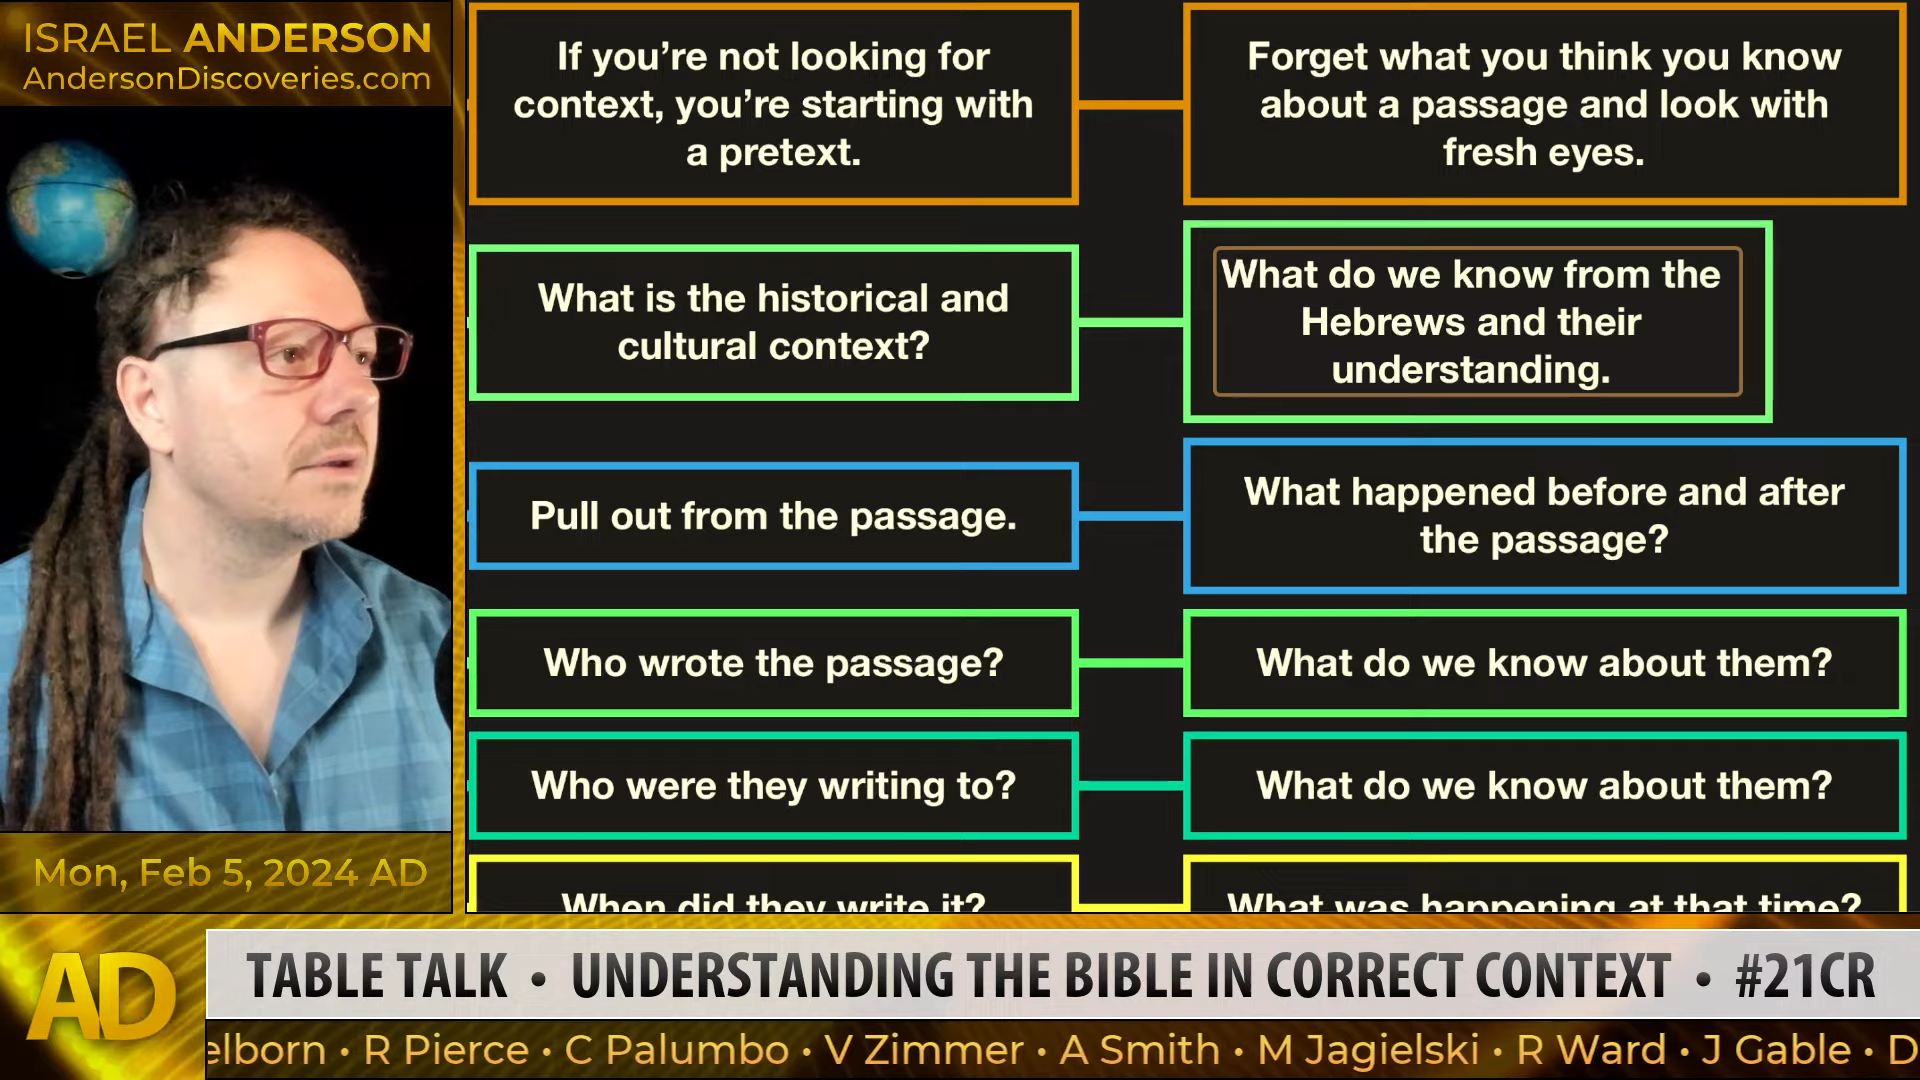 ISRAEL ANDERSON
AndersonDiscoveries.com
If you’re not looking for
context, you’re starting with
a pretext.
Forget what you think you know
about a passage and look with
fresh eyes.
What is the historical and
cultural context?
What do we know from the
Hebrews and their
understanding.
Pull out from the passage.
What happened before and after
the passage?
Who wrote the passage?
What do we know about them?
Who were they writing to?
What do we know about them?
When did they write it?
What was happening at that time?
Mon, Feb 5, 2024 AD
AD
TABLE TALK • UNDERSTANDING THE BIBLE IN CORRECT CONTEXT • #21CR
elborn • R Pierce • C Palumbo • V Zimmer • A Smith • M Jagielski • R Ward • J Gable • D